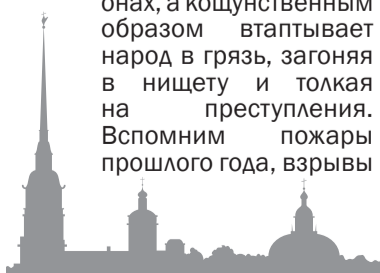 онах, а кощунственным
образом втаптывает
народ в грязь, загоняя
в нищету и толкая
на преступления.
Вспомним пожары
прошлого года, взрывы